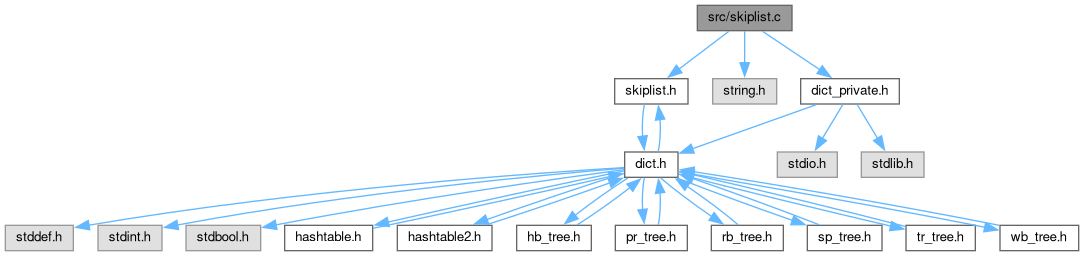 src/skiplist.c
skiplist.h
string.h
dict_private.h
dict.h
stdio.h
stdlib.h
stddef.h
stdint.h
stdbool.h
hashtable.h
hashtable2.h
hb_tree.h
pr_tree.h
rb_tree.h
sp_tree.h
tr_tree.h
wb_tree.h